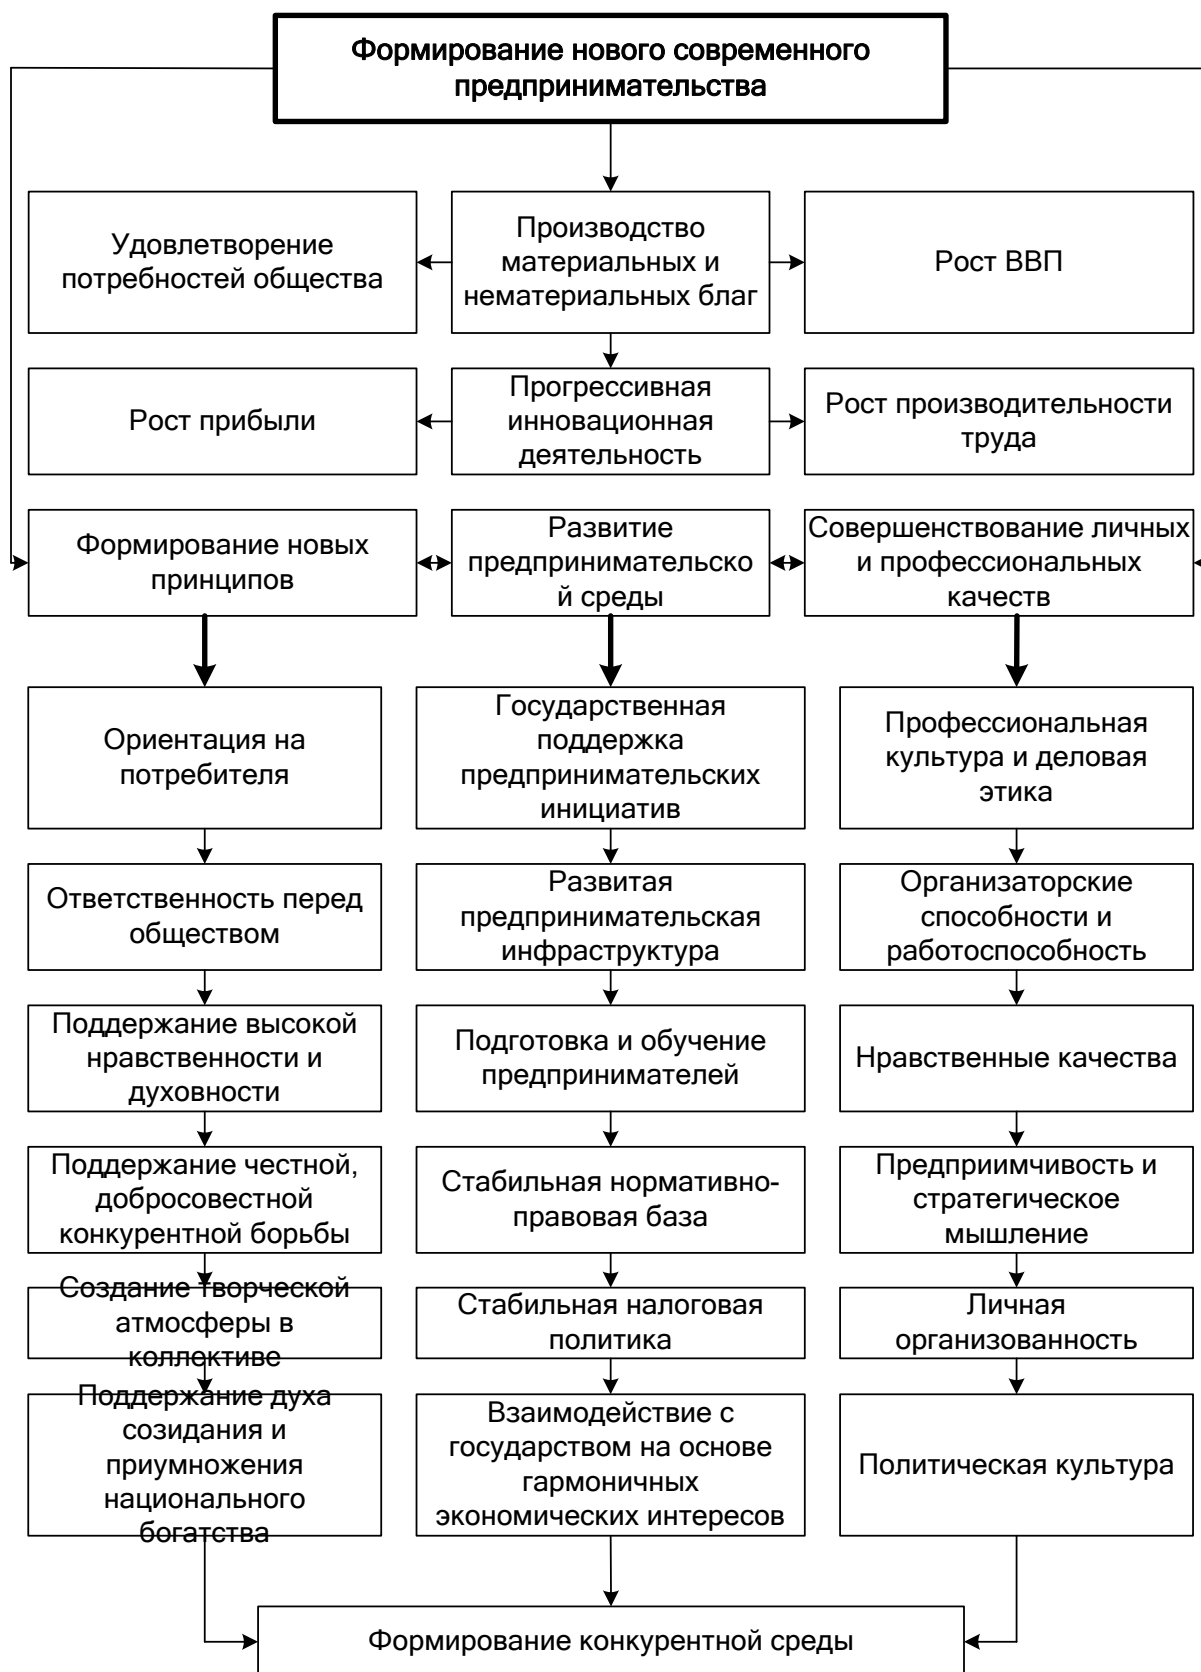 Формирование нового современного
предпринимательства
Удовлетворение
потребностей общества
Производство
материальных и
нематериальных благ
Рост ВВП
Рост прибыли
Прогрессивная
инновационная
деятельность
Рост производительности
труда
Формирование новых
принципов
Развитие
предпринимательско
й среды
Совершенствование личных
и профессиональных
качеств
Ориентация на
потребителя
Государственная
поддержка
предпринимательских
инициатив
Профессиональная
культура и деловая
этика
Ответственность перед
обществом
Развитая
предпринимательская
инфраструктура
Организаторские
способности и
работоспособность
Поддержание высокой
нравственности и
духовности
Подготовка и обучение
предпринимателей
Нравственные качества
Поддержание честной,
добросовестной
конкурентной борьбы
Стабильная нормативно-
правовая база
Предприимчивость и
стратегическое
мышление
Создание творческой
атмосферы в
коллективе
Стабильная налоговая
политика
Личная
организованность
Поддержание духа
созидания и
приумножения
национального
богатства
Взаимодействие с
государством на основе
гармоничных
экономических интересов
Политическая культура
Формирование конкурентной среды